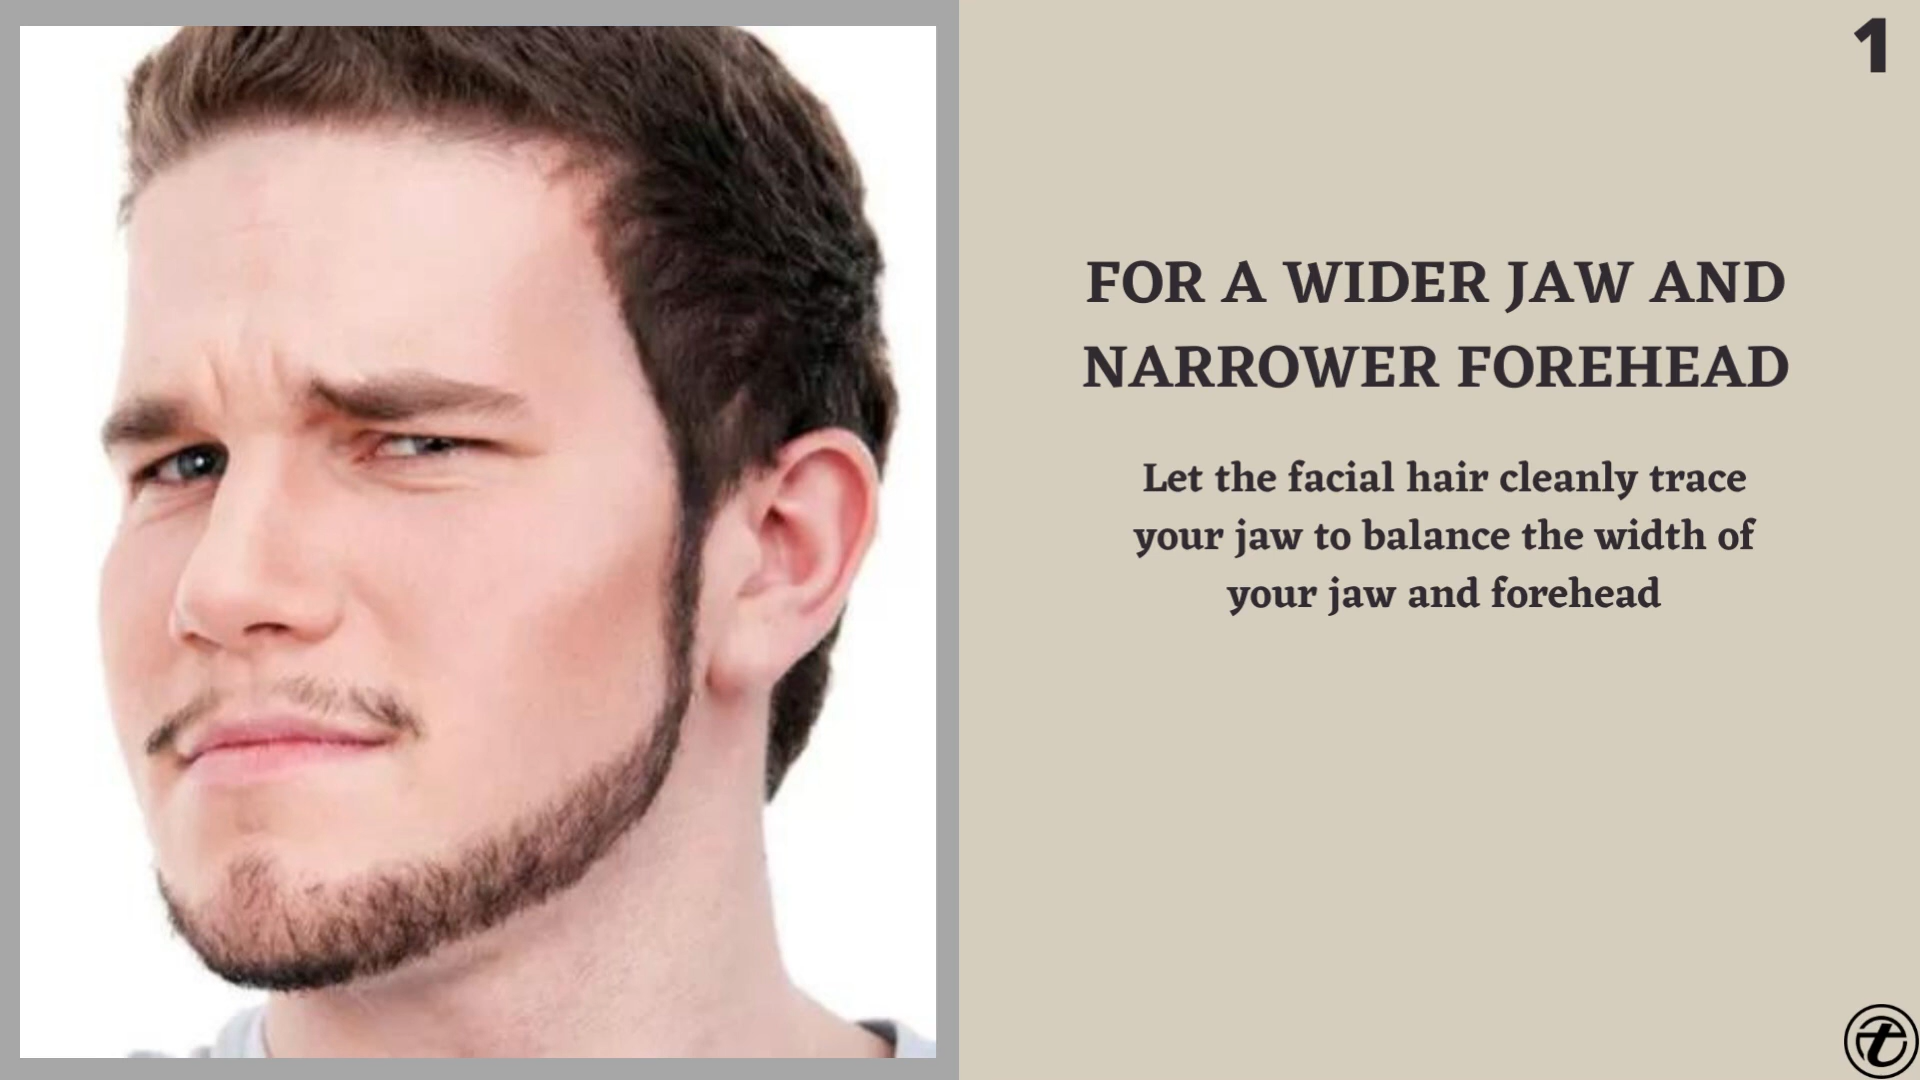 1
FOR A WIDER JAW AND
NARROWER FOREHEAD
Let the facial hair cleanly trace
your jaw to balance the width of
your jaw and forehead
t